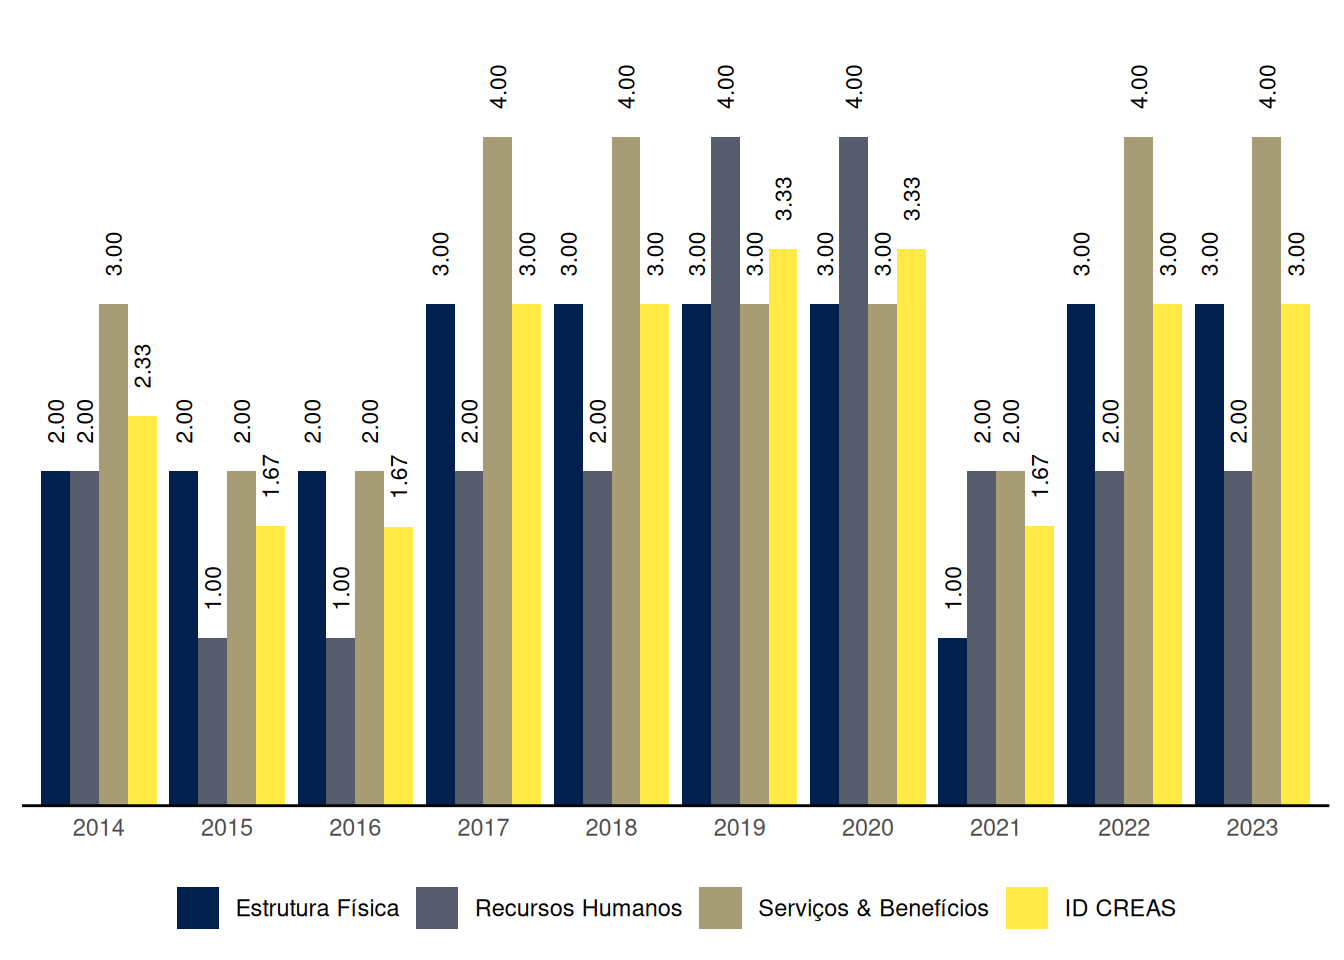 4.00 4.00 4.00 4.00 4.00 4.00
3.33 3.33
3.00 3.00 3.00 3.00 3.00 3.00 3.00 3.00 3.00 3.00 3.00 3.00 3.00
2.33
2.00 2.00 2.00 2.00 2.00 2.00 2.00 2.00 2.00 2.00 2.00 2.00
1.67 1.67 1.67
1.00 1.00 1.00
2014 2015 2016 2017 2018 2019 2020 2021 2022 2023
Estrutura Física Recursos Humanos Serviços & Benefícios ID CREAS